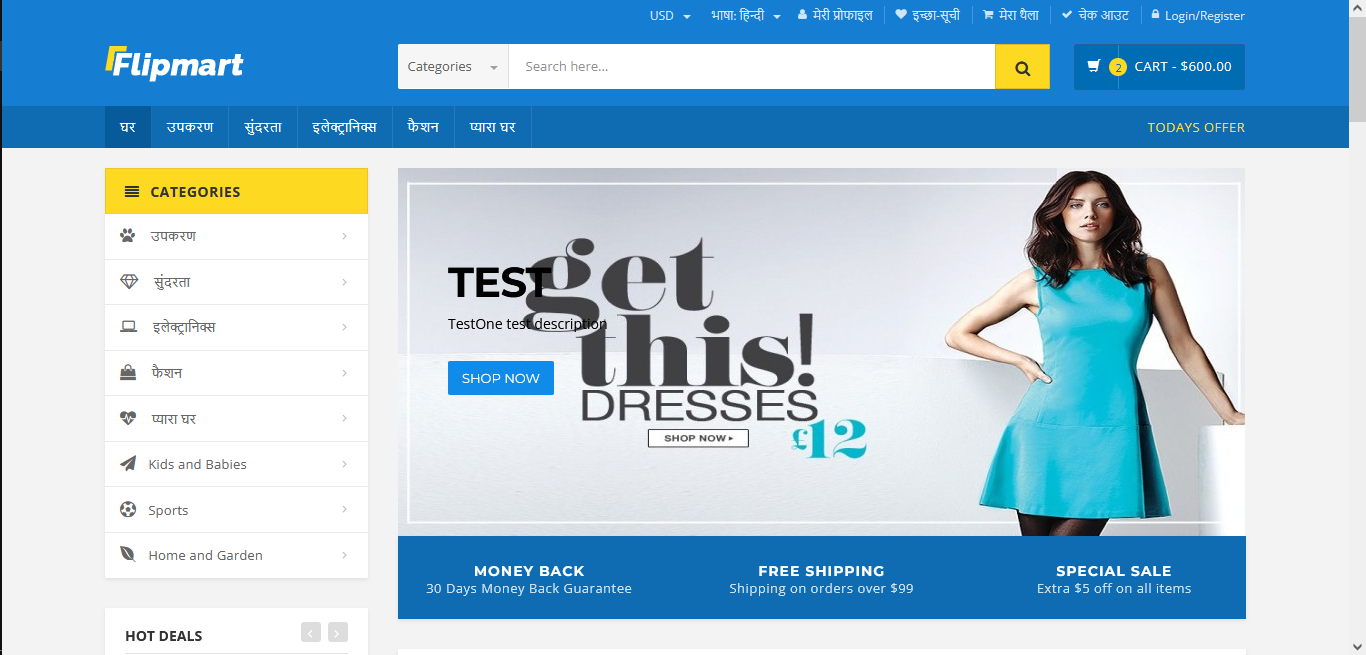 USD भाषा: हिन्दी मेरी प्रोफाइल इच्छा-सूची मेरा थैला चेक आउट Login/Register
Flipmart
Categories Search here... 2 CART - $600.00
घर उपकरण सुंदरता इलेक्ट्रानिक्स फैशन प्यारा घर TODAYS OFFER
CATEGORIES
उपकरण
सुंदरता
इलेक्ट्रानिक्स
फैशन
प्यारा घर
Kids and Babies
Sports
Home and Garden
HOT DEALS
TEST
TestOne test description
SHOP NOW
get
this!
DRESSES
SHOP NOW
£12
MONEY BACK
30 Days Money Back Guarantee
FREE SHIPPING
Shipping on orders over $99
SPECIAL SALE
Extra $5 off on all items